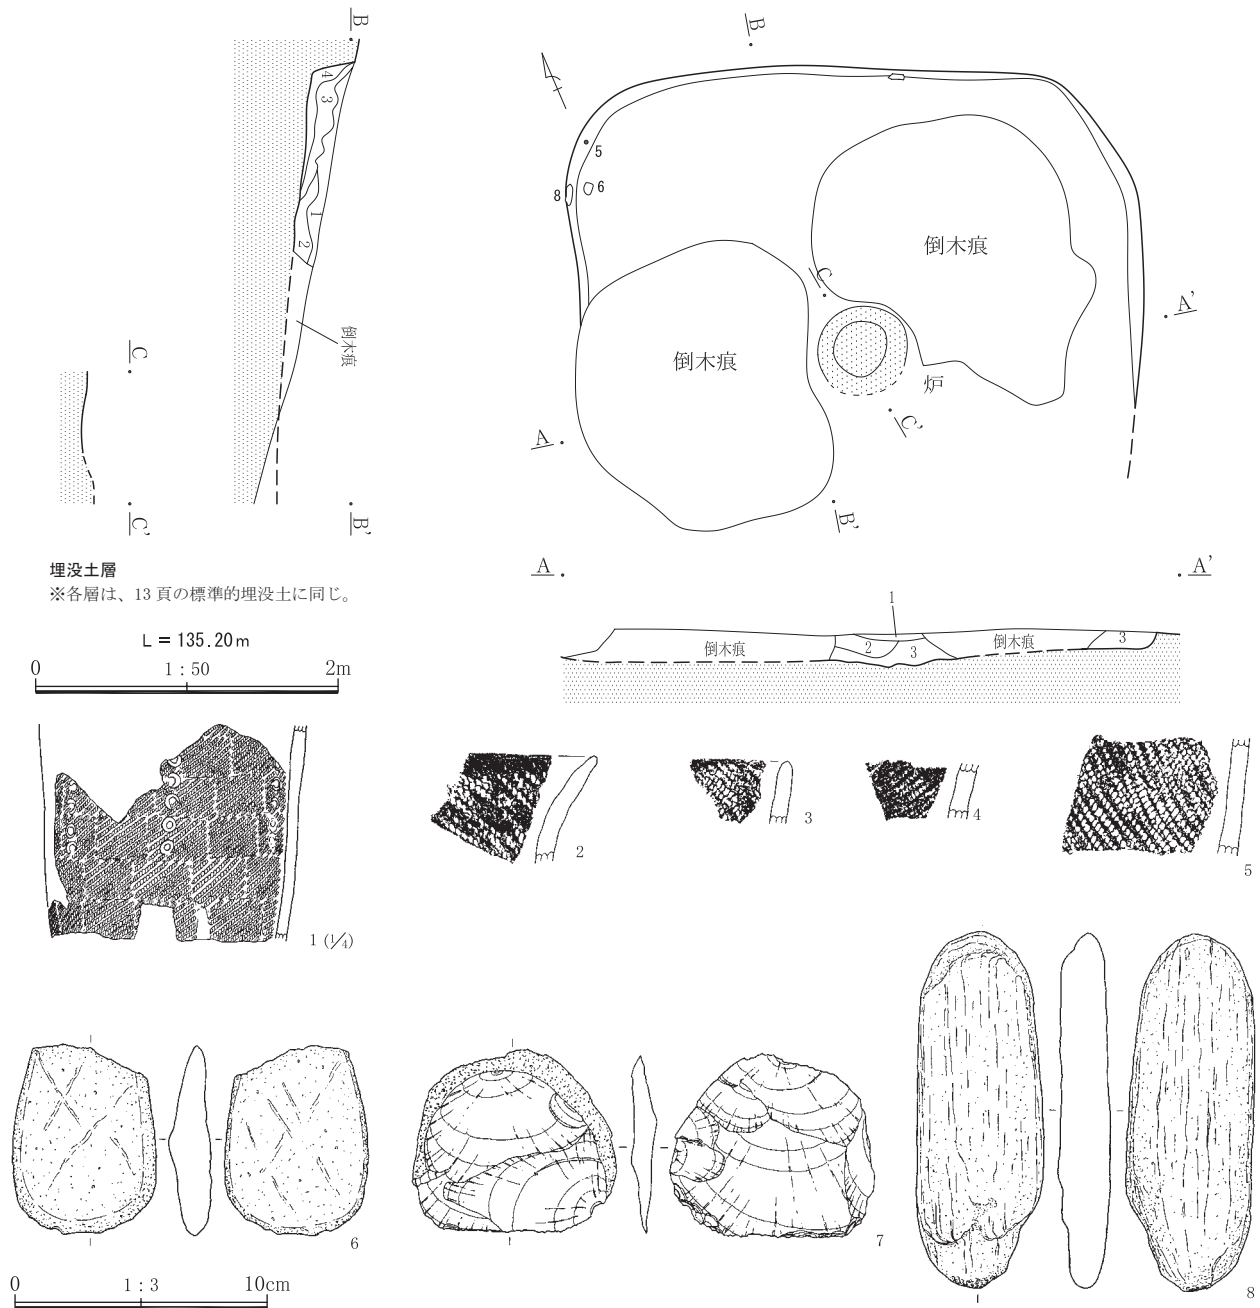 B
4
3
1
2
倒木痕
B'
C
C'
B
5
6
8
倒木痕
倒木痕
C
炉
C'
A
A'
B'
埋没土層
※各層は、13 頁の標準的埋没土に同じ。
L = 135.20m
0 1 : 50 2m
A A'
1
倒木痕 2 3 倒木痕 3
1 (1/4)
2
3
4
5
6
7
8
0 1 : 3 10cm